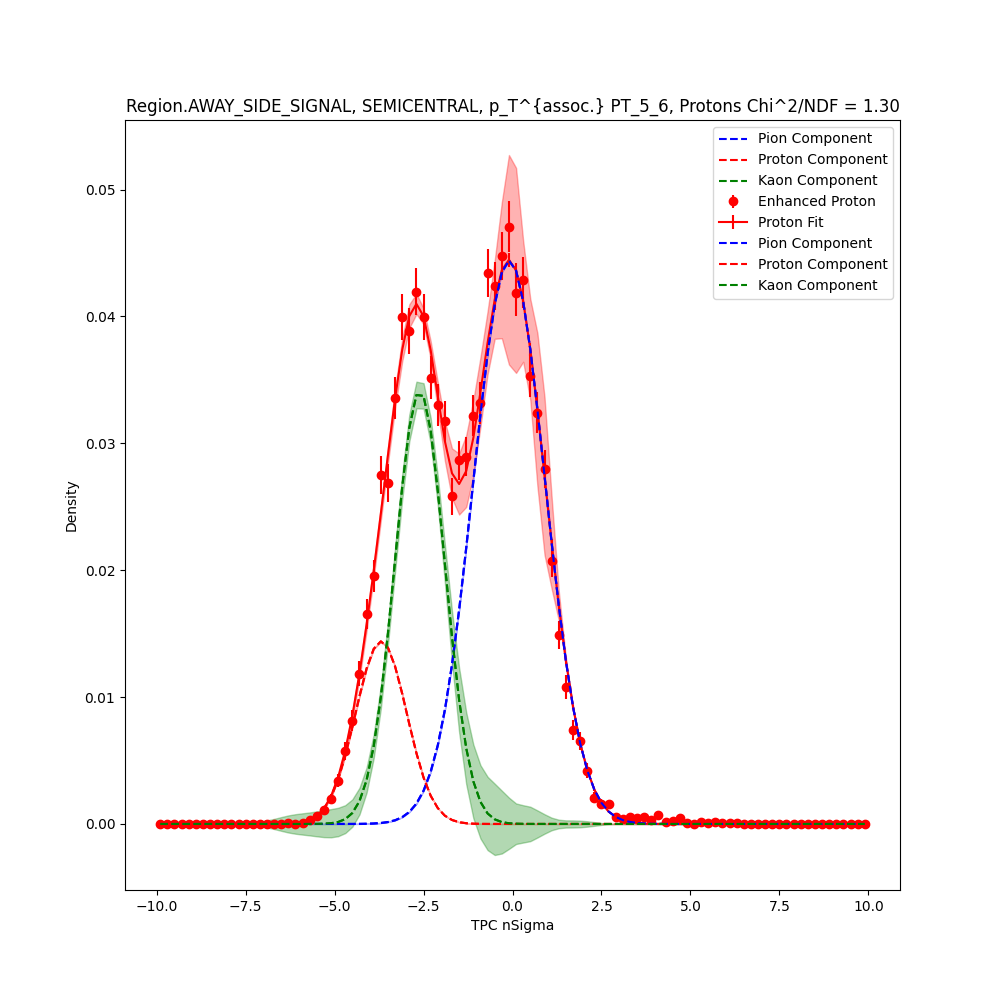 Region.AWAY_SIDE_SIGNAL, SEMICENTRAL, p_T^{assoc.} PT_5_6, Protons Chi^2/NDF = 1.30
Pion Component
Proton Component
Kaon Component
Enhanced Proton
Proton Fit
Pion Component
Proton Component
Kaon Component
0.05
0.04
0.03
0.02
0.01
0.00
Density
−10.0 −7.5 −5.0 −2.5 0.0 2.5 5.0 7.5 10.0
TPC nSigma